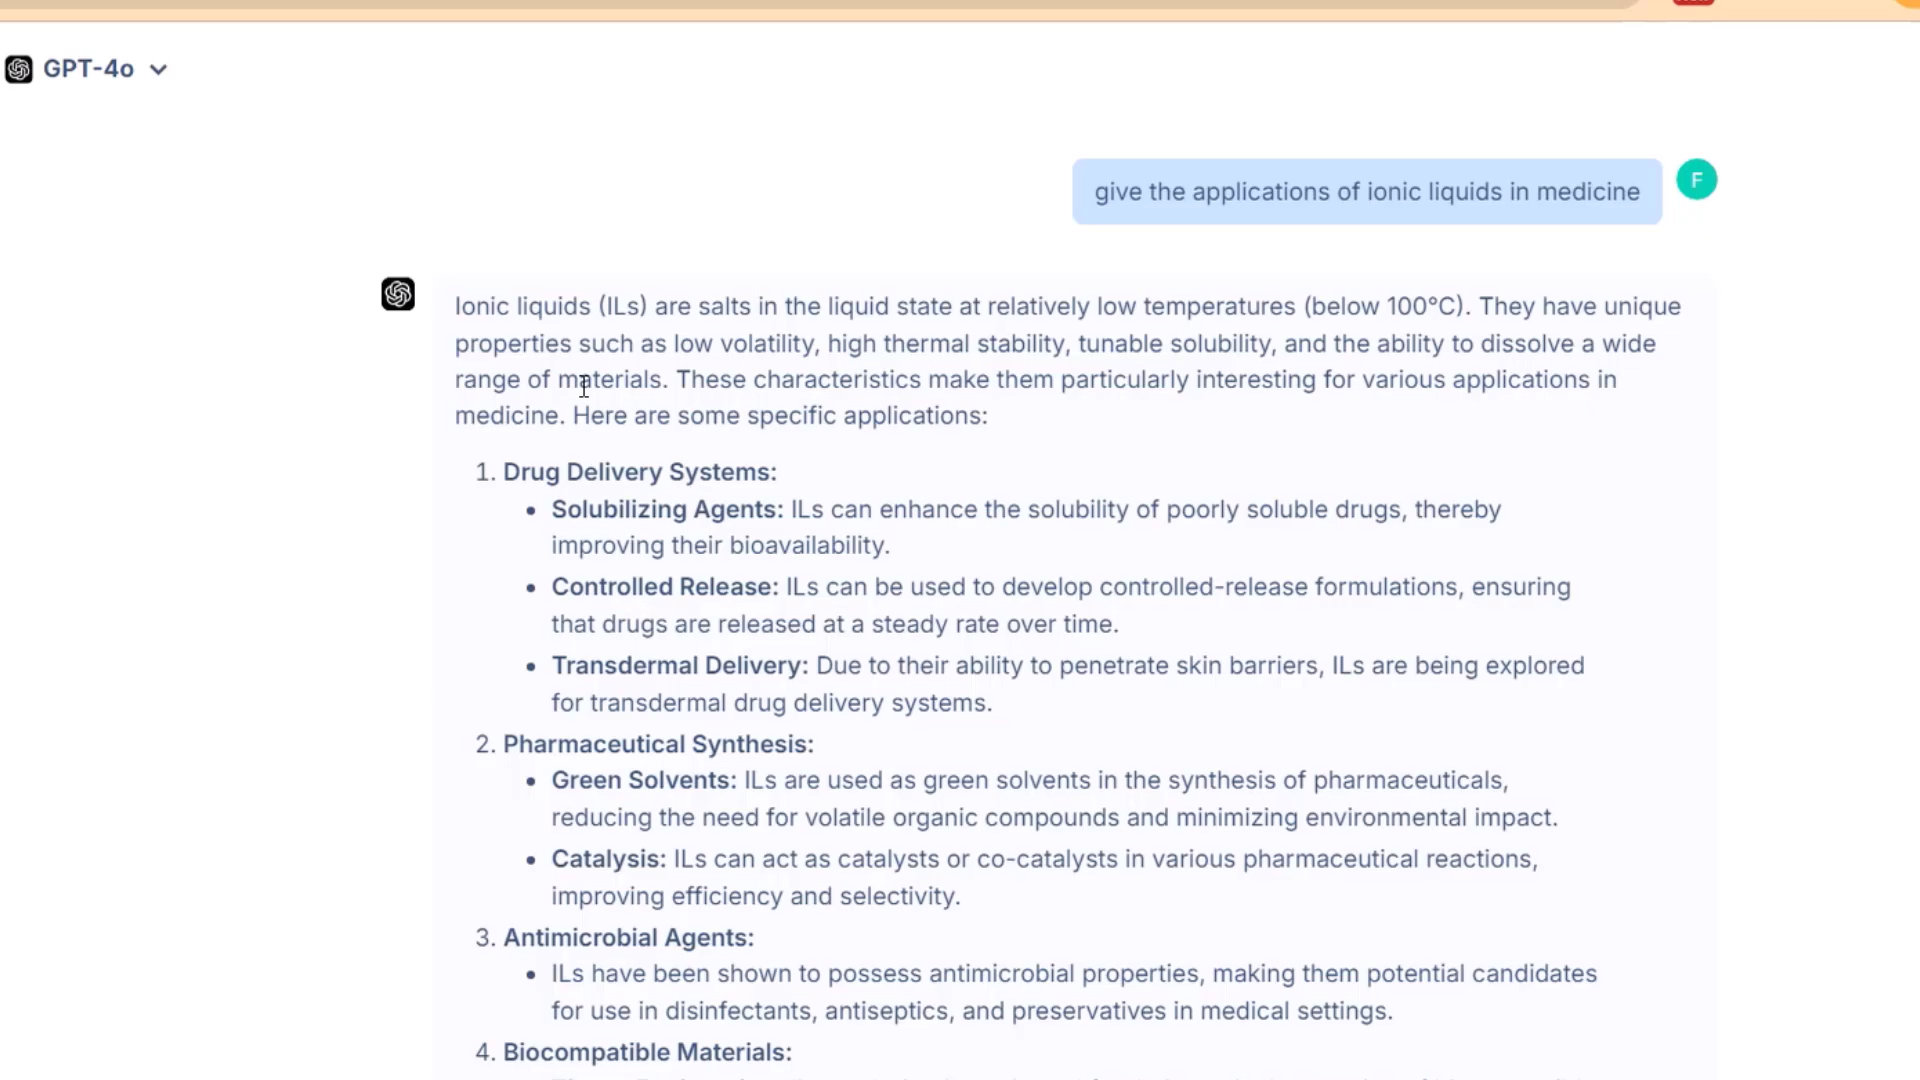 GPT-4o
give the applications of ionic liquids in medicine
F
Ionic liquids (ILs) are salts in the liquid state at relatively low temperatures (below 100°C). They have unique
properties such as low volatility, high thermal stability, tunable solubility, and the ability to dissolve a wide
range of materials. These characteristics make them particularly interesting for various applications in
medicine. Here are some specific applications:
1. Drug Delivery Systems:
• Solubilizing Agents: ILs can enhance the solubility of poorly soluble drugs, thereby
improving their bioavailability.
• Controlled Release: ILs can be used to develop controlled-release formulations, ensuring
that drugs are released at a steady rate over time.
• Transdermal Delivery: Due to their ability to penetrate skin barriers, ILs are being explored
for transdermal drug delivery systems.
2. Pharmaceutical Synthesis:
• Green Solvents: ILs are used as green solvents in the synthesis of pharmaceuticals,
reducing the need for volatile organic compounds and minimizing environmental impact.
• Catalysis: ILs can act as catalysts or co-catalysts in various pharmaceutical reactions,
improving efficiency and selectivity.
3. Antimicrobial Agents:
• ILs have been shown to possess antimicrobial properties, making them potential candidates
for use in disinfectants, antiseptics, and preservatives in medical settings.
4. Biocompatible Materials: